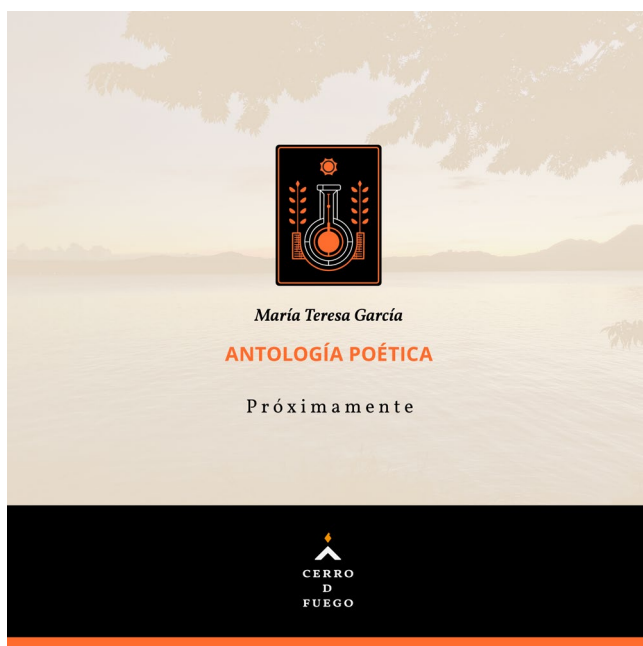 María Teresa García
ANTOLOGÍA POÉTICA
Próximamente
CERRO
D
FUEGO